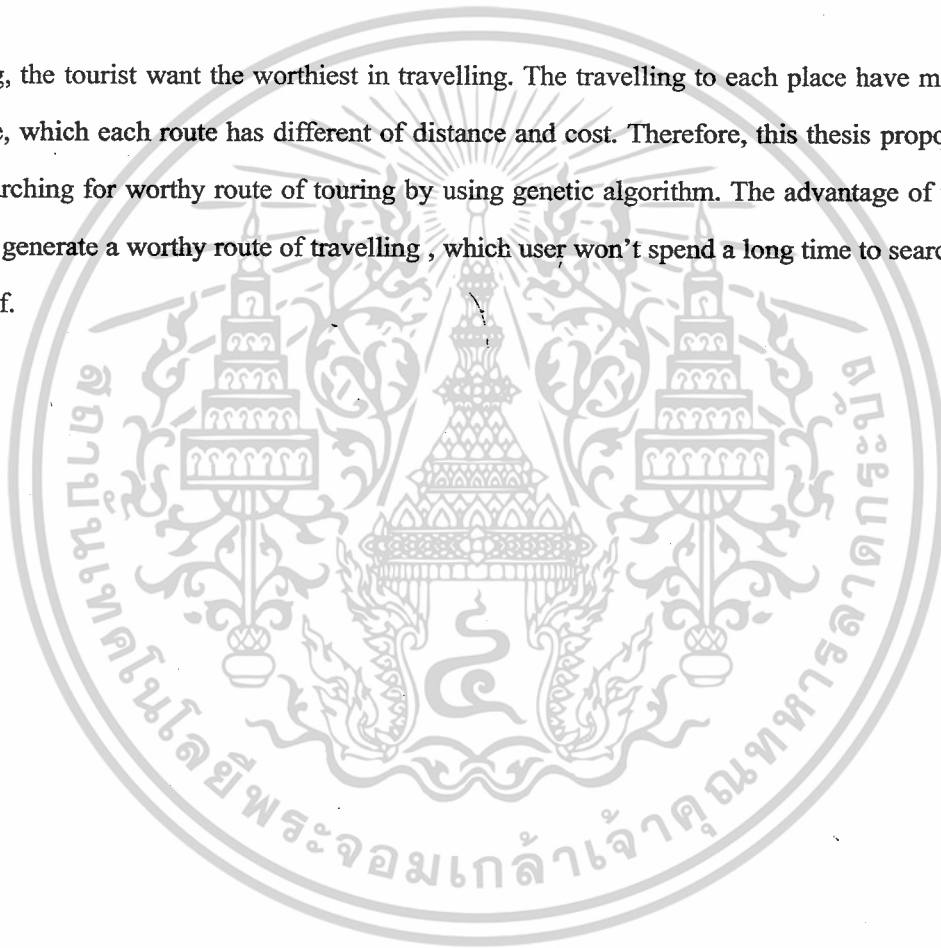 , the tourist want the worthiest in travelling. The travelling to each place have m
, which each route has different of distance and cost. Therefore, this thesis propo
rching for worthy route of touring by using genetic algorithm. The advantage of
generate a worthy route of travelling , which user won't spend a long time to searc
f.
สถาบันเทคโนโลยีพระจอมเกล้าเจ้าคุณทหารลาดกระบัง